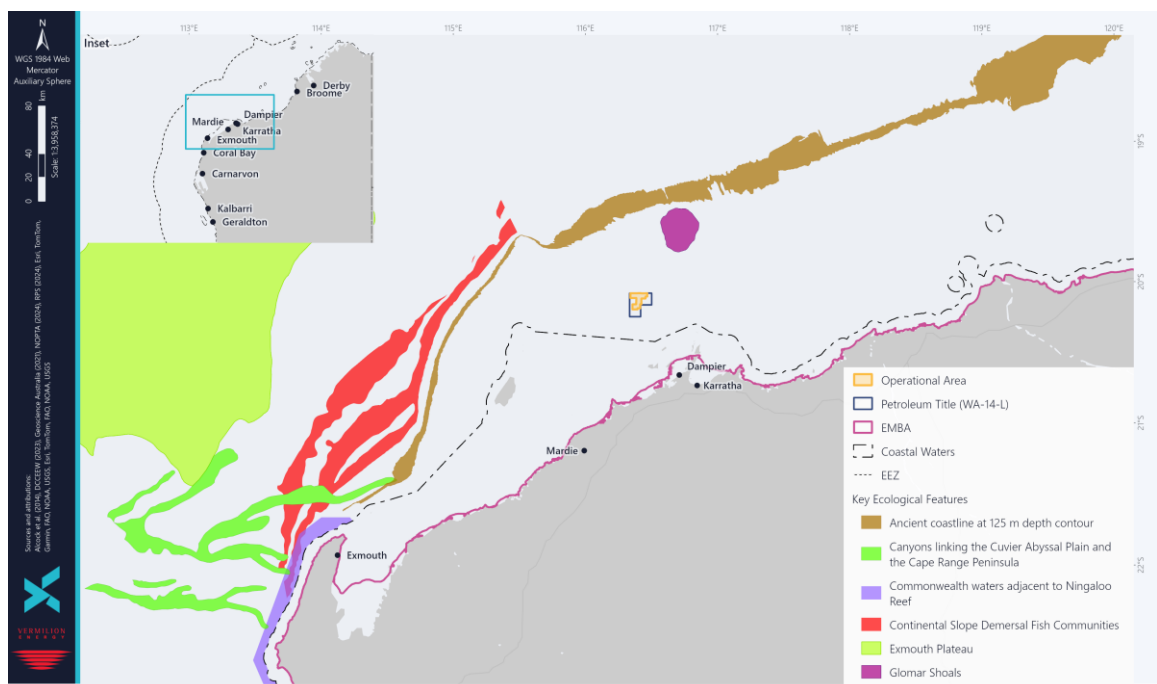 113°E
114°E
115°E
116°E
117°E
118°E
119°E
120°E
N
WGS 1984 Web
Mercator
Auxiliary Sphere
km
80
40
20
0
Scale: 1:3,958,374
Sources and attributions:
Alcock et al. (2014), DCCEEW (2023), Geoscience Australia (2021), NOPTA (2024), RPS (2024), Esri, TomTom,
Garmin, FAO, NOAA, USGS, Esri, TomTom, FAO, NOAA, USGS
VERMILION
ENERGY
Inset
Derby
Broome
Dampier
Mardie
Karratha
Exmouth
Coral Bay
Carnarvon
Kalbarri
Geraldton
19°S
20°S
21°S
22°S
Dampier
Karratha
Mardie
Exmouth
Operational Area
Petroleum Title (WA-14-L)
EMBA
Coastal Waters
EEZ
Key Ecological Features
Ancient coastline at 125 m depth contour
Canyons linking the Cuvier Abyssal Plain and
the Cape Range Peninsula
Commonwealth waters adjacent to Ningaloo
Reef
Continental Slope Demersal Fish Communities
Exmouth Plateau
Glomar Shoals